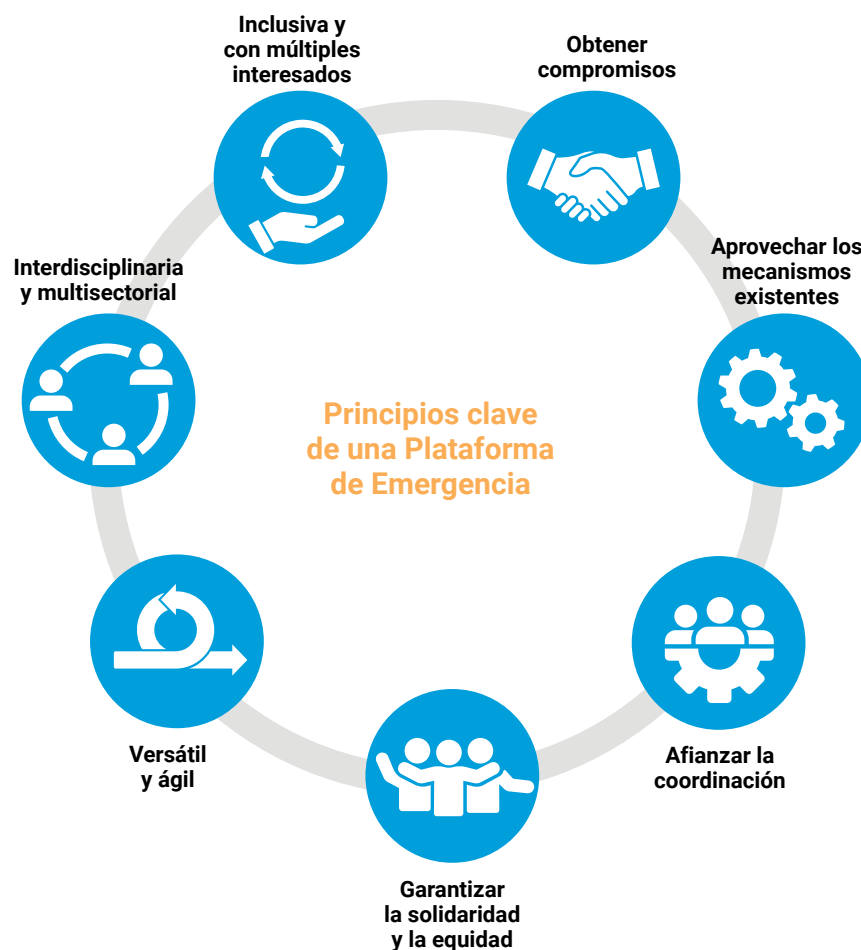 Inclusiva y
con múltiples
interesados
Obtener
compromisos
Aprovechar los
mecanismos
existentes
Interdisciplinaria
y multisectorial
Principios clave
de una Plataforma
de Emergencia
Afianzar la
coordinación
Versátil
y ágil
Garantizar
la solidaridad
y la equidad